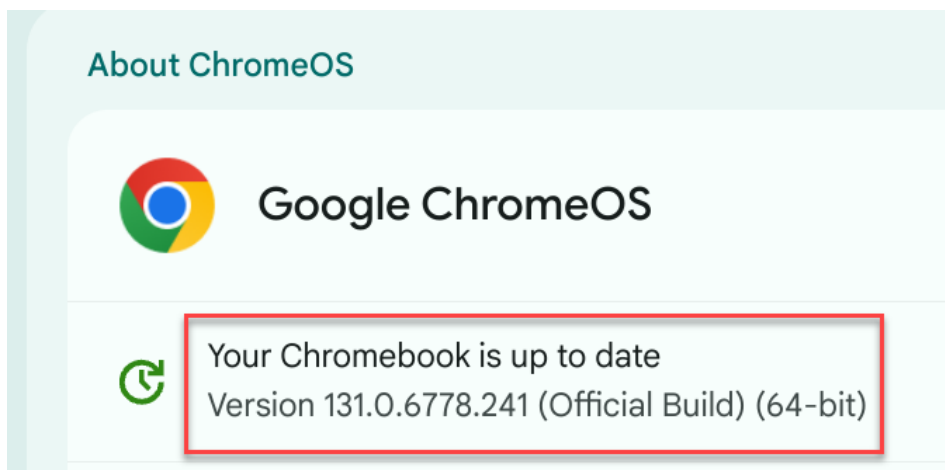 About ChromeOS
Google ChromeOS
Your Chromebook is up to date
Version 131.0.6778.241 (Official Build) (64-bit)